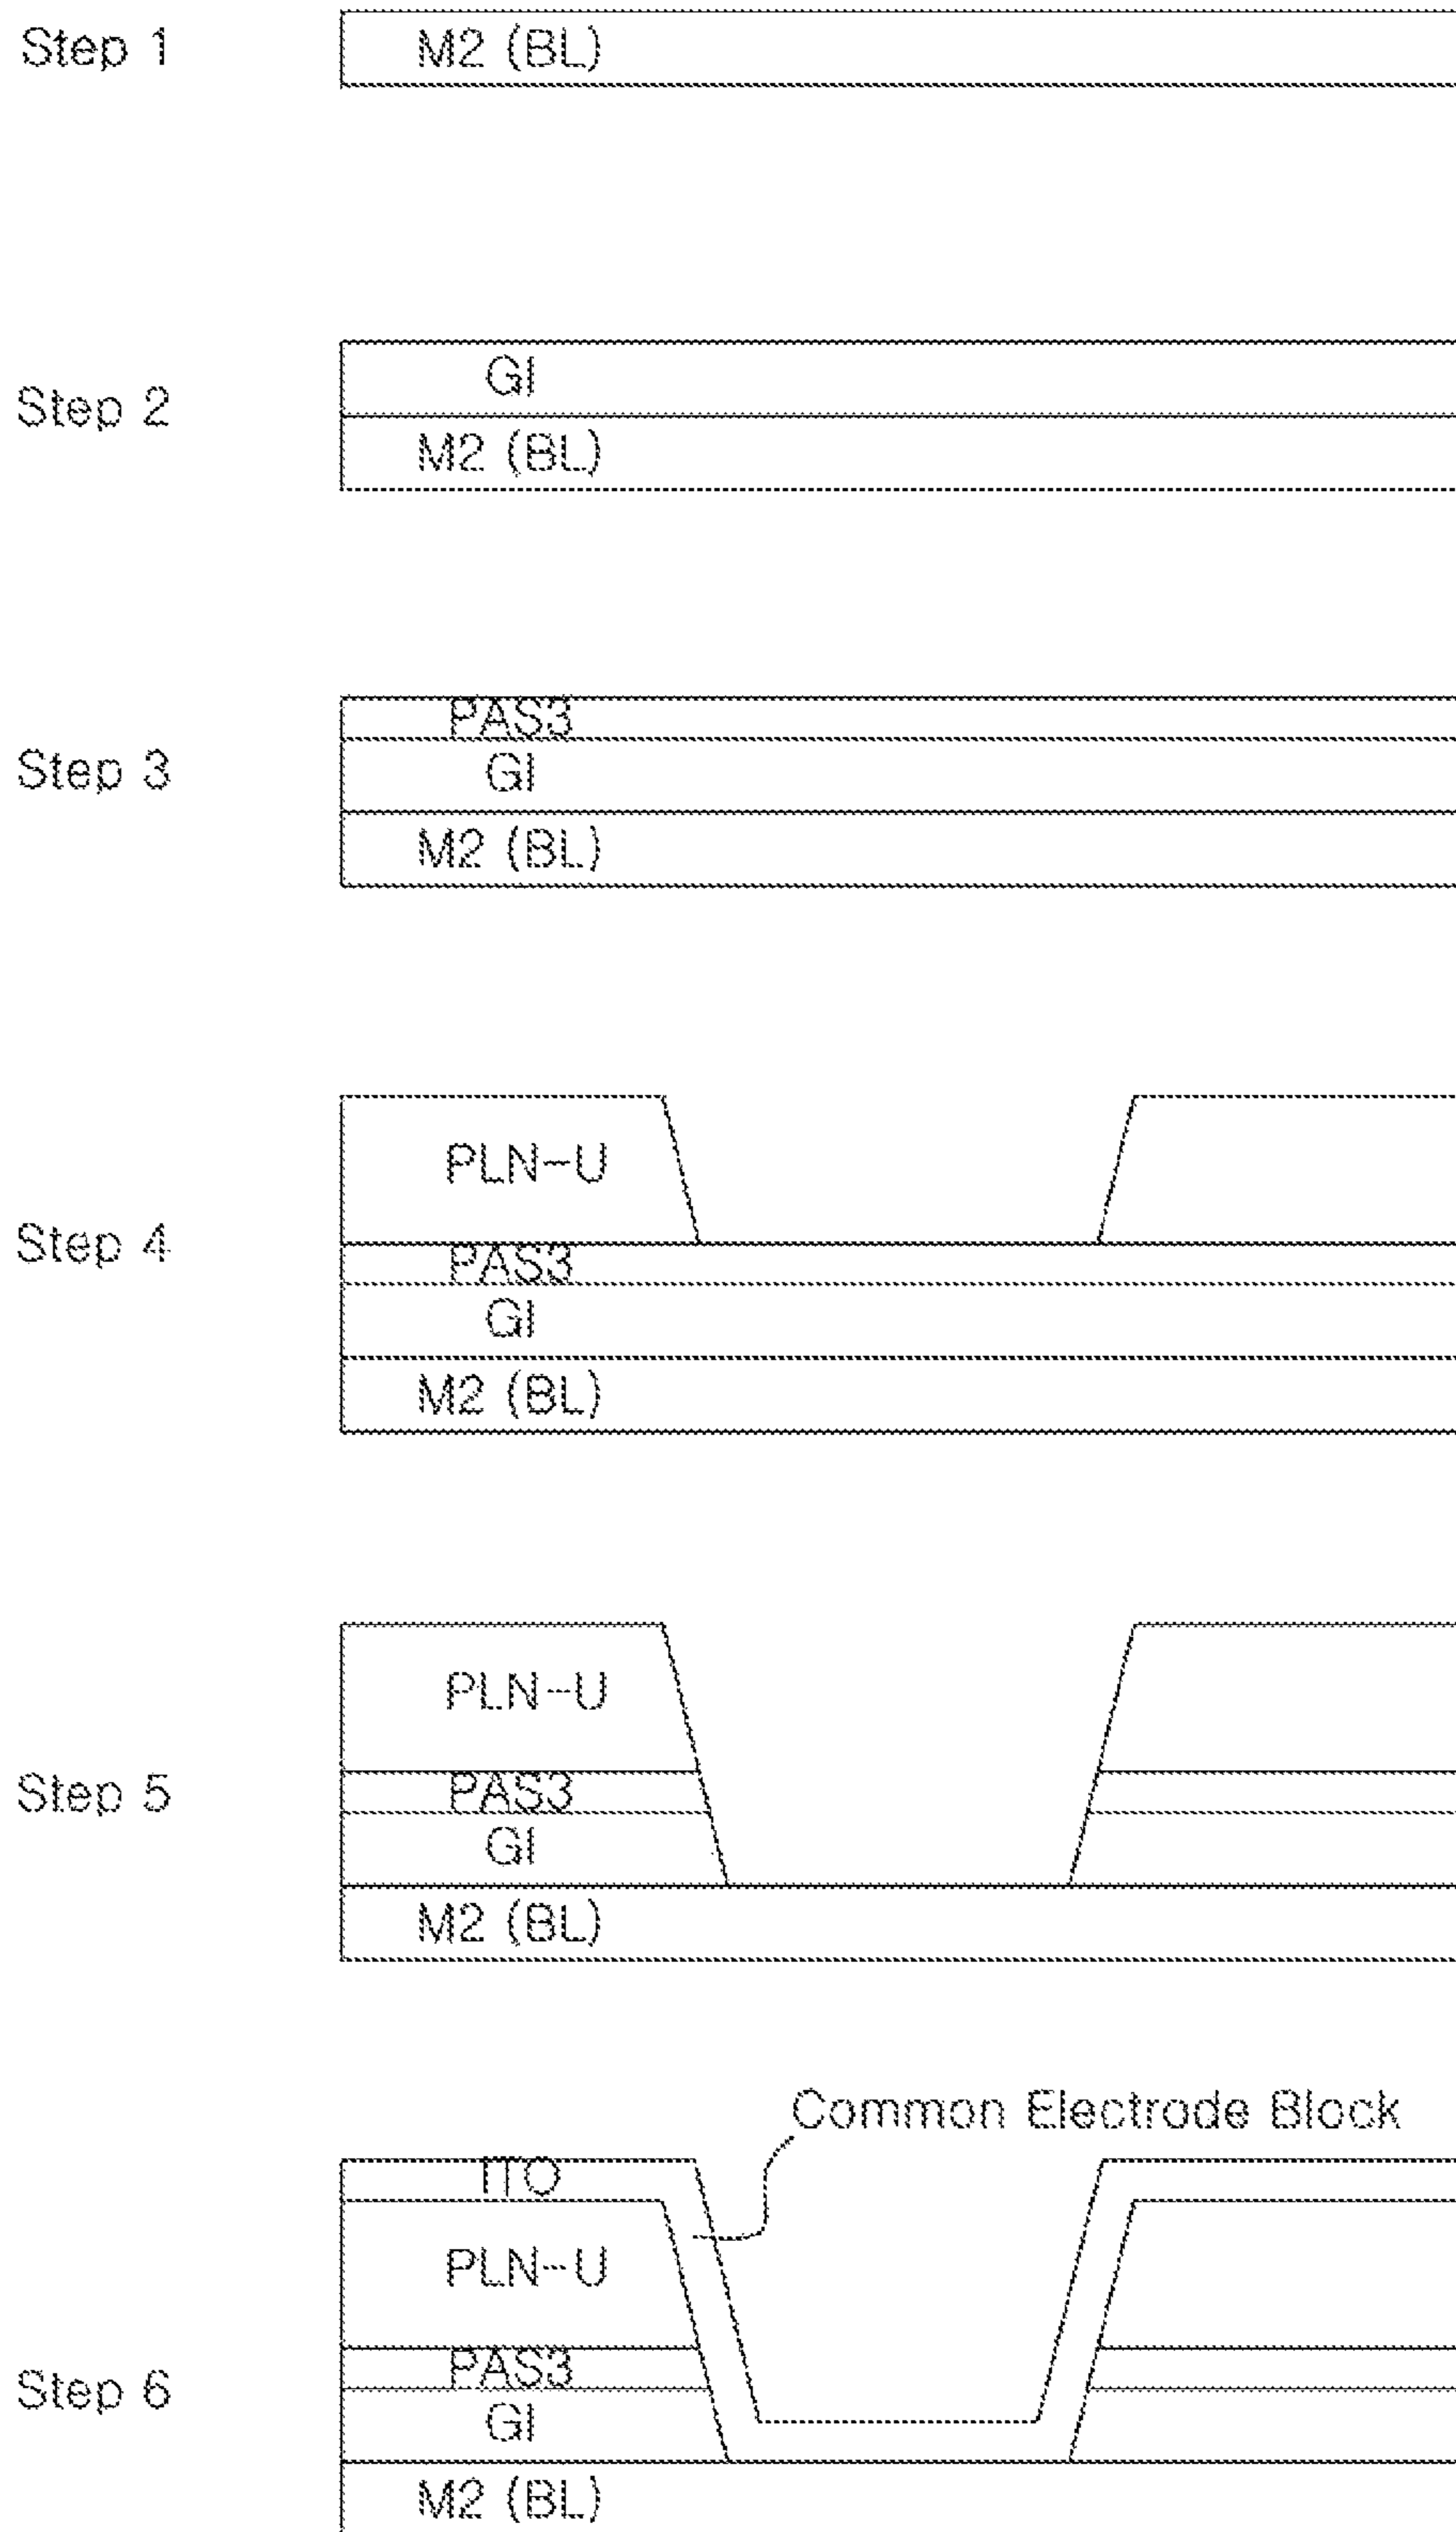 Step 1
M2 (BL)
Step 2
GI
M2 (BL)
Step 3
PAS3
GI
M2 (BL)
Step 4
PLN-U
PAS3
GI
M2 (BL)
Step 5
PLN-U
PAS3
GI
M2 (BL)
Step 6
Common Electrode Block
ITO
PLN-U
PAS3
GI
M2 (BL)